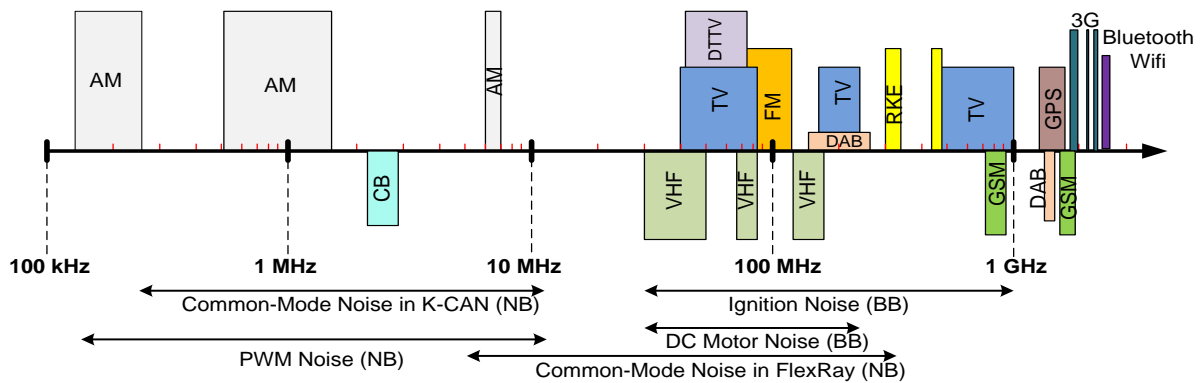 AM
AM
AM
DTTV
TV
FM
TV
DAB
RKE
TV
GPS
3G
Bluetooth
Wifi
CB
VHF
VHF
VHF
GSM
DAB
GSM
100 kHz
1 MHz
10 MHz
100 MHz
1 GHz
Common-Mode Noise in K-CAN (NB)
Ignition Noise (BB)
DC Motor Noise (BB)
PWM Noise (NB)
Common-Mode Noise in FlexRay (NB)